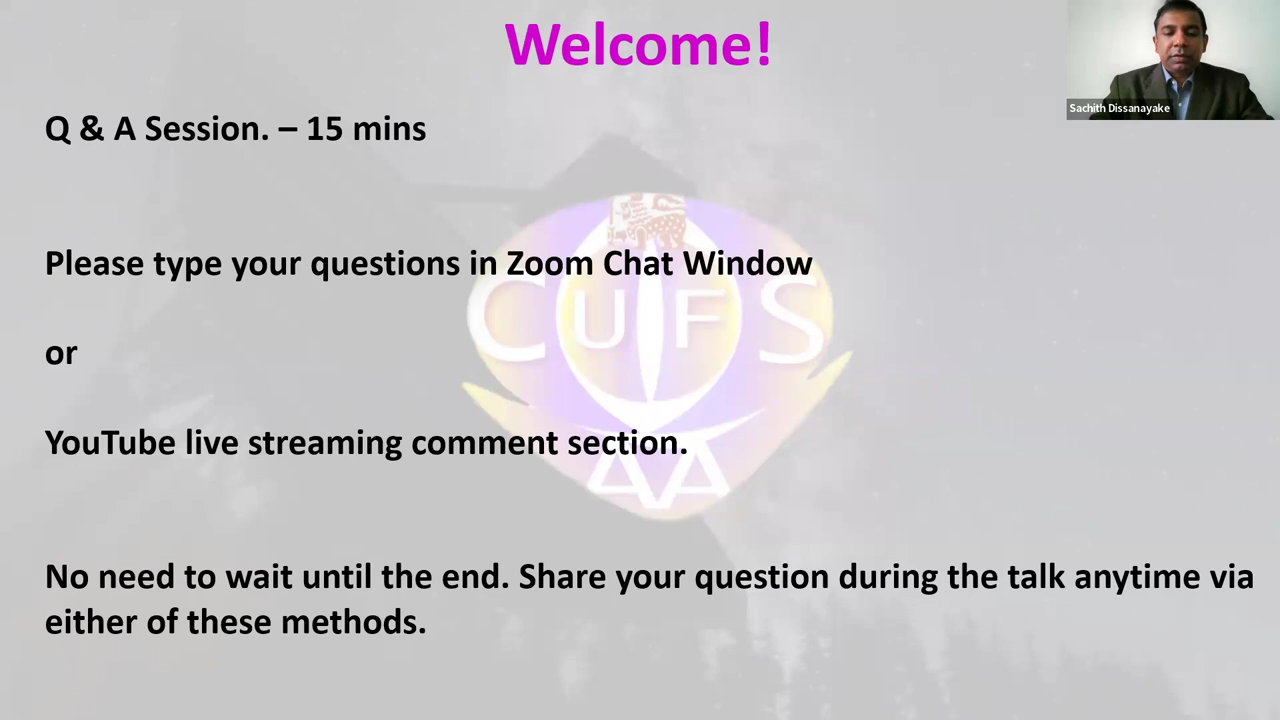 Welcome!
Sachith Dissanayake
Q & A Session. – 15 mins
Please type your questions in Zoom Chat Window
CUFS
or
YouTube live streaming comment section.
AA
No need to wait until the end. Share your question during the talk anytime via
either of these methods.